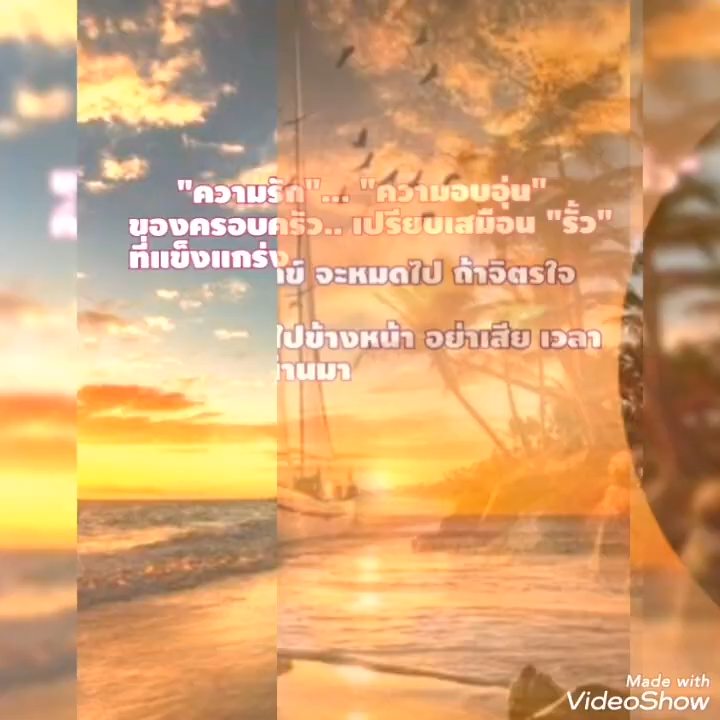 "ความรัก"... "ความอบอุ่น"
ของครอบครัว.. เปรียบเสมือน "รั้ว"
ที่แข็งแกร่ง
จะหมดไป ถ้าจิตรใจ
ไปข้างหน้า อย่าเสีย เวลา
Made with
VideoShow